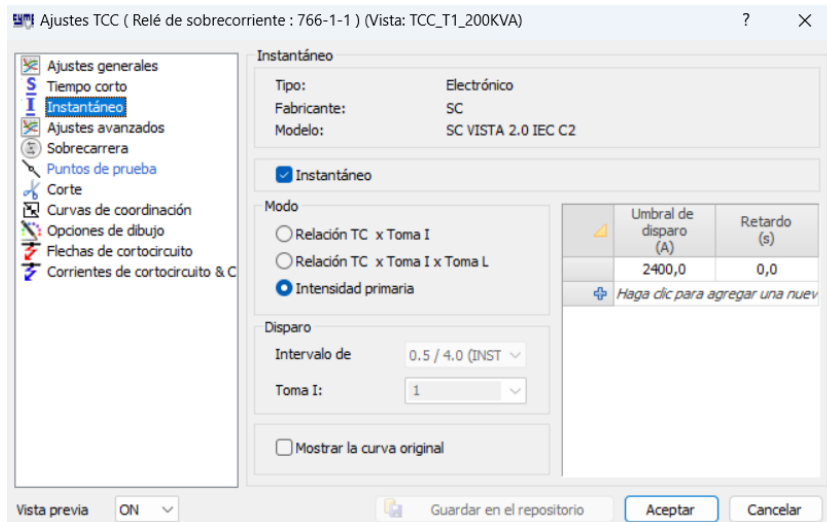 Ajustes TCC ( Relé de sobrecorriente : 766-1-1 ) (Vista: TCC_T1_200KVA)
?
Ajustes generales
S Tiempo corto
I Instantáneo
Ajustes avanzados
Sobrecarrera
Puntos de prueba
Corte
Curvas de coordinación
Opciones de dibujo
Flechas de cortocircuito
Corrientes de cortocircuito & C
Instantáneo
Tipo: Electrónico
Fabricante: SC
Modelo: SC VISTA 2.0 IEC C2
Instantáneo
Modo
Relación TC x Toma I
Relación TC x Toma I x Toma L
Intensidad primaria
Disparo
Intervalo de 0.5 / 4.0 (INST
Toma I: 1
Mostrar la curva original
Umbral de disparo (A)
Retardo (s)
2400,0 0,0
Haga clic para agregar una nuev
Vista previa ON
Guardar en el repositorio
Aceptar
Cancelar